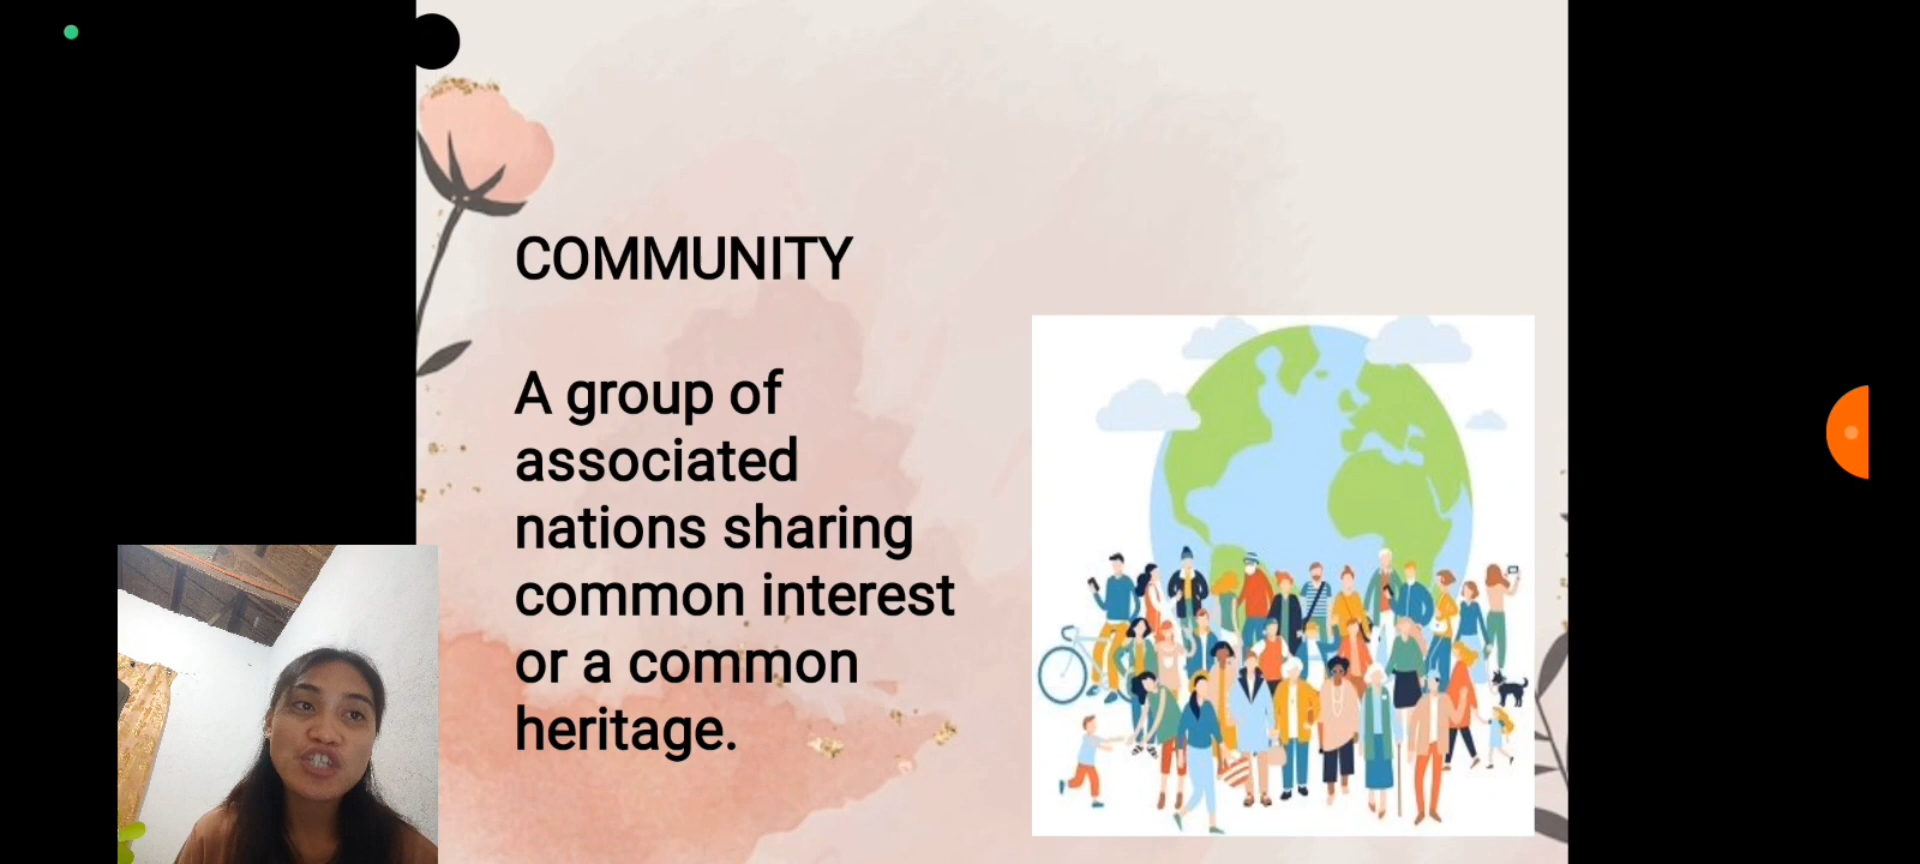 COMMUNITY
A group of
associated
nations sharing
common interest
or a common
heritage.